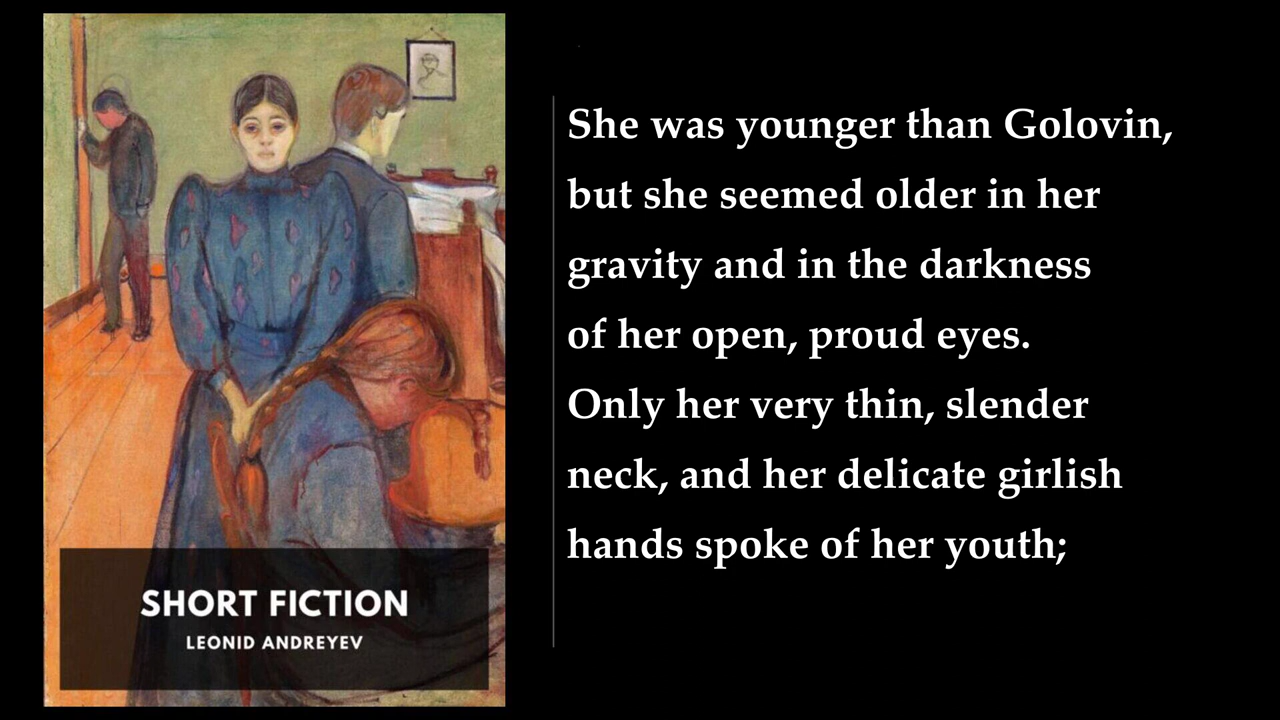 SHORT FICTION
LEONID ANDREYEV
She was younger than Golovin,
but she seemed older in her
gravity and in the darkness
of her open, proud eyes.
Only her very thin, slender
neck, and her delicate girlish
hands spoke of her youth;